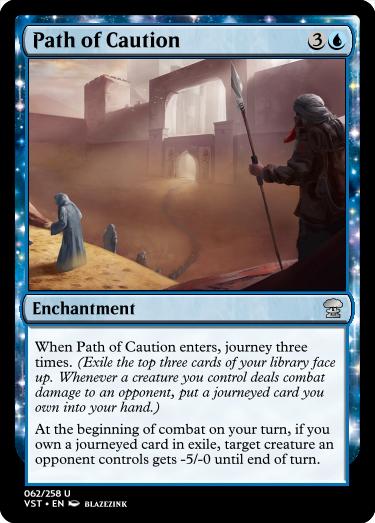 Path of Caution 3
Enchantment
When Path of Caution enters, journey three
times. (Exile the top three cards of your library face
up. Whenever a creature you control deals combat
damage to an opponent, put a journeyed card you
own into your hand.)
At the beginning of combat on your turn, if you
own a journeyed card in exile, target creature an
opponent controls gets -5/-0 until end of turn.
062/258 U
VST • EN BLAZEZINK